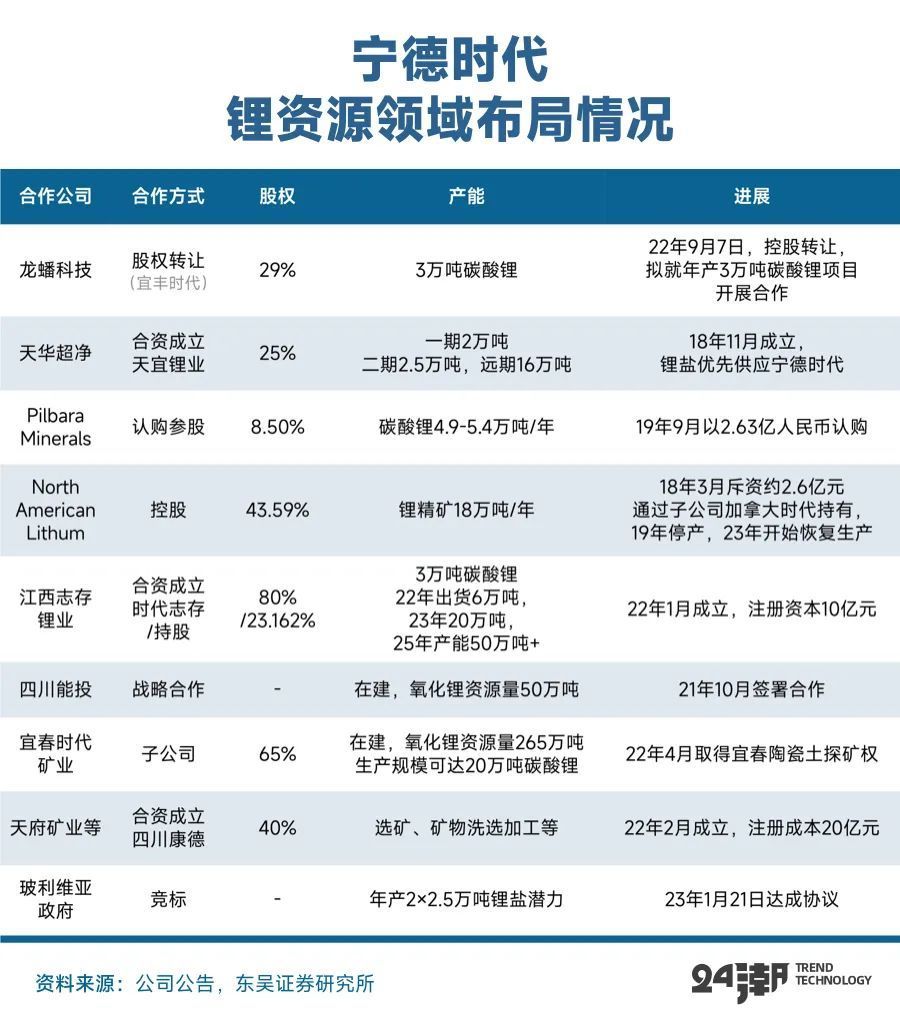 宁德时代
锂资源领域布局情况
合作公司 合作方式 股权 产能 进展
龙蟠科技
股权转让
(宜丰时代)
29%
3万吨碳酸锂
22年9月7日，控股转让，
拟就年产3万吨碳酸锂项目
开展合作
天华超净
合资成立
天宜锂业
25%
一期2万吨
二期2.5万吨，远期16万吨
18年11月成立，
锂盐优先供应宁德时代
Pilbara
Minerals
认购参股
8.50%
碳酸锂4.9-5.4万吨/年
19年9月以2.63亿人民币认购
North
American
Lithum
控股
43.59%
锂精矿18万吨/年
18年3月斥资约2.6亿元
通过子公司加拿大时代持有，
19年停产，23年开始恢复生产
江西志存
锂业
合资成立
时代志存
/持股
80%
/23.162%
3万吨碳酸锂
22年出货6万吨，
23年20万吨，
25年产能50万吨+
22年1月成立，注册资本10亿元
四川能投
战略合作
-
在建，氧化锂资源量50万吨
21年10月签署合作
宜春时代
矿业
子公司
65%
在建，氧化锂资源量265万吨
生产规模可达20万吨碳酸锂
22年4月取得宜春陶瓷土探矿权
天府矿业等
合资成立
四川康德
40%
选矿、矿物洗选加工等
22年2月成立，注册成本20亿元
玻利维亚
政府
竞标
-
年产2×2.5万吨锂盐潜力
23年1月21日达成协议
资料来源：公司公告，东吴证券研究所
24潮 TREND
TECHNOLOGY